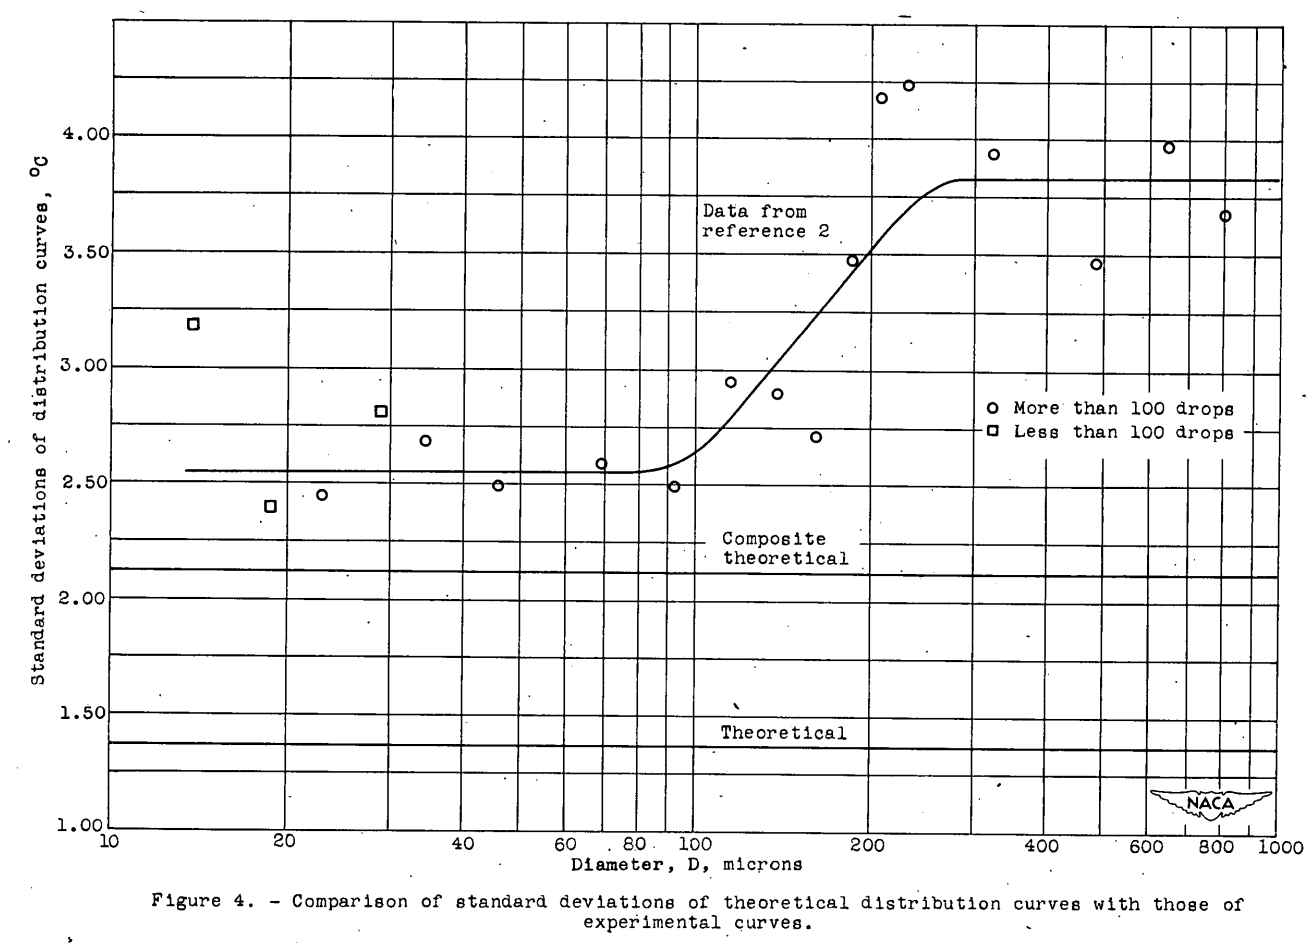 4.00
3.50
3.00
2.50
2.00
1.50
1.00
Standard deviations of distribution curves, °C
Data from
reference 2
More than 100 drops
Less than 100 drops
Composite
theoretical
Theoretical
NACA
10 20 40 60 80 100 200 400 600 800 1000
Diameter, D, microns
Figure 4. - Comparison of standard deviations of theoretical distribution curves with those of
experimental curves.